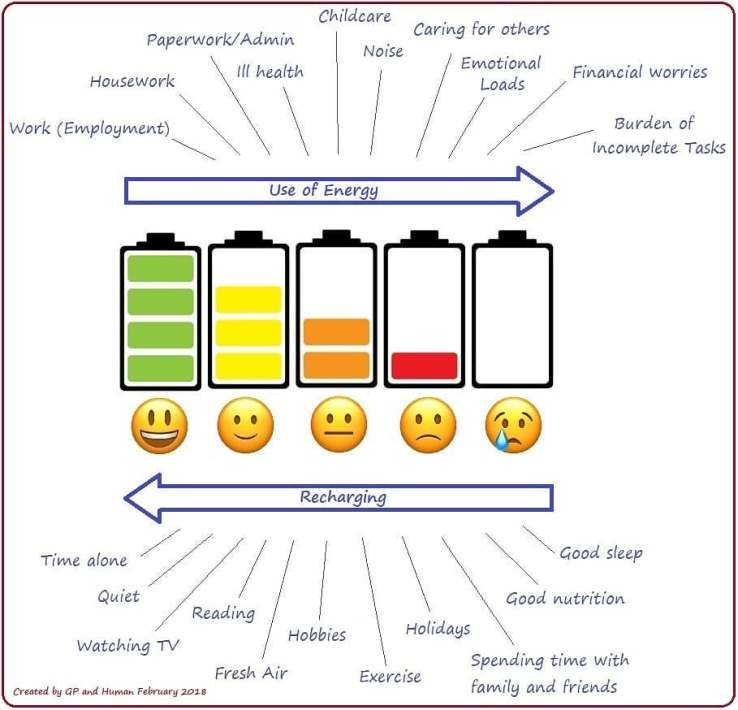 Childcare
Caring for others
Paperwork/Admin
Noise
Ill health
Emotional
Loads
Financial worries
Housework
Work (Employment)
Burden of
Incomplete Tasks
Use of Energy
Recharging
Time alone
Good sleep
Quiet
Good nutrition
Reading
Holidays
Hobbies
Watching TV
Spending time with
family and friends
Fresh Air
Exercise
Created by GP and Human February 2018